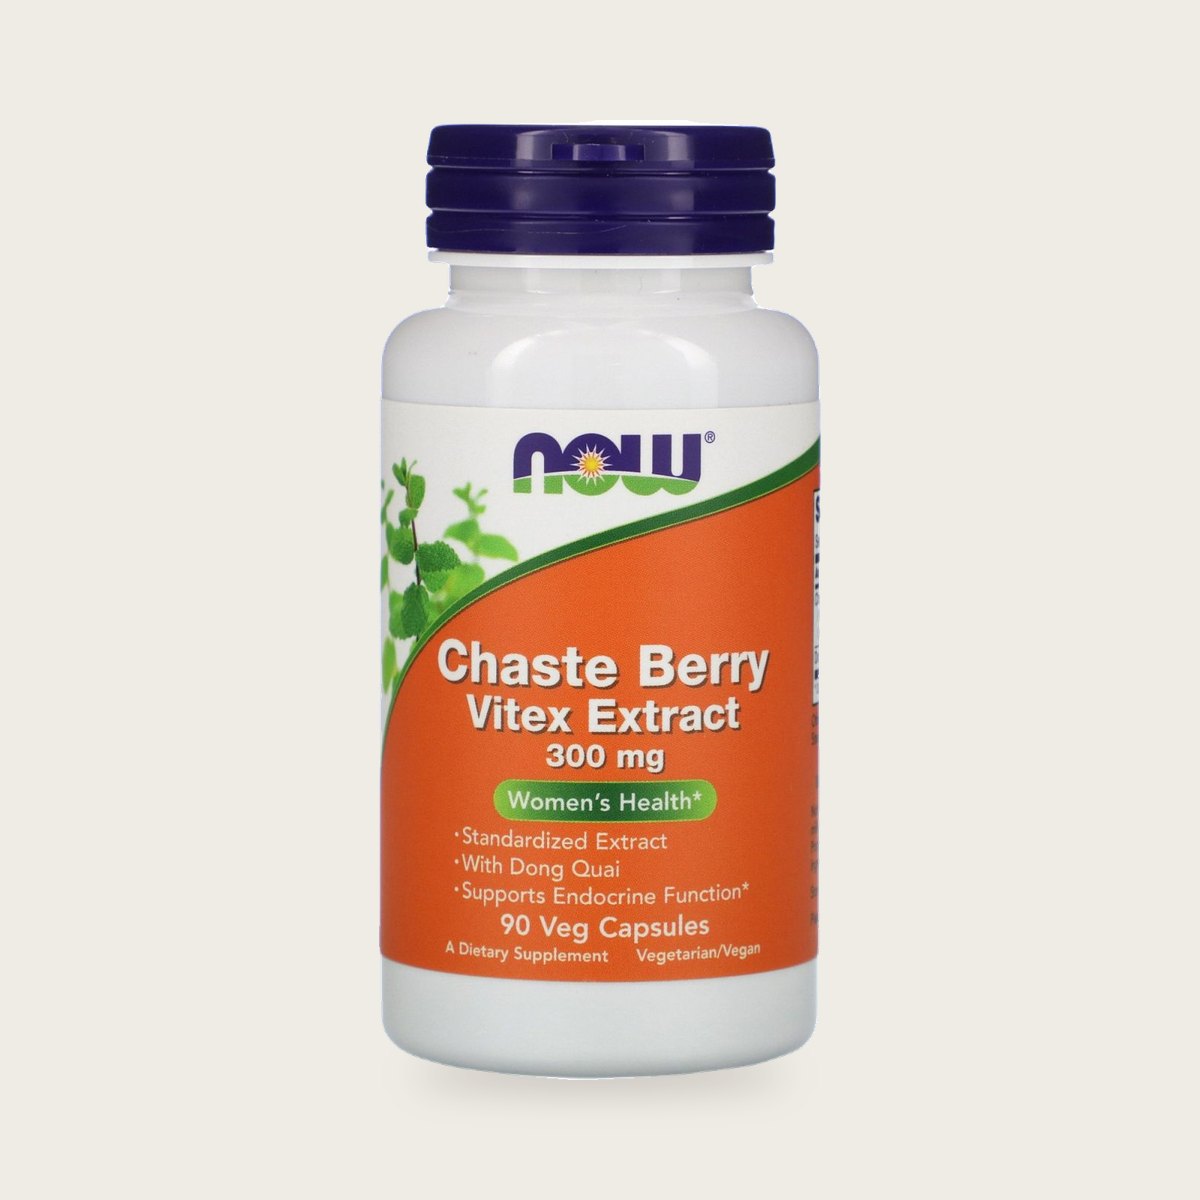 NOW®
Chaste Berry
Vitex Extract
300 mg
Women's Health*
•Standardized Extract
•With Dong Quai
•Supports Endocrine Function*
90 Veg Capsules
A Dietary Supplement Vegetarian/Vegan